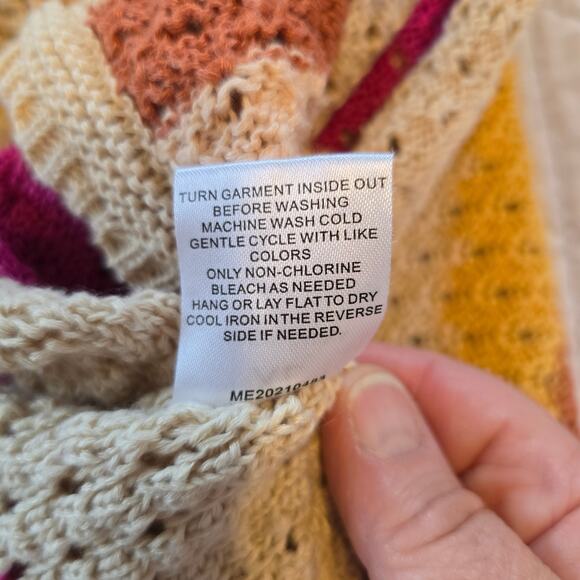 TURN GARMENT INSIDE OUT
BEFORE WASHING
MACHINE WASH COLD
GENTLE CYCLE WITH LIKE
COLORS
ONLY NON-CHLORINE
BLEACH AS NEEDED
HANG OR LAY FLAT TO DRY
COOL IRON IN THE REVERSE
SIDE IF NEEDED.